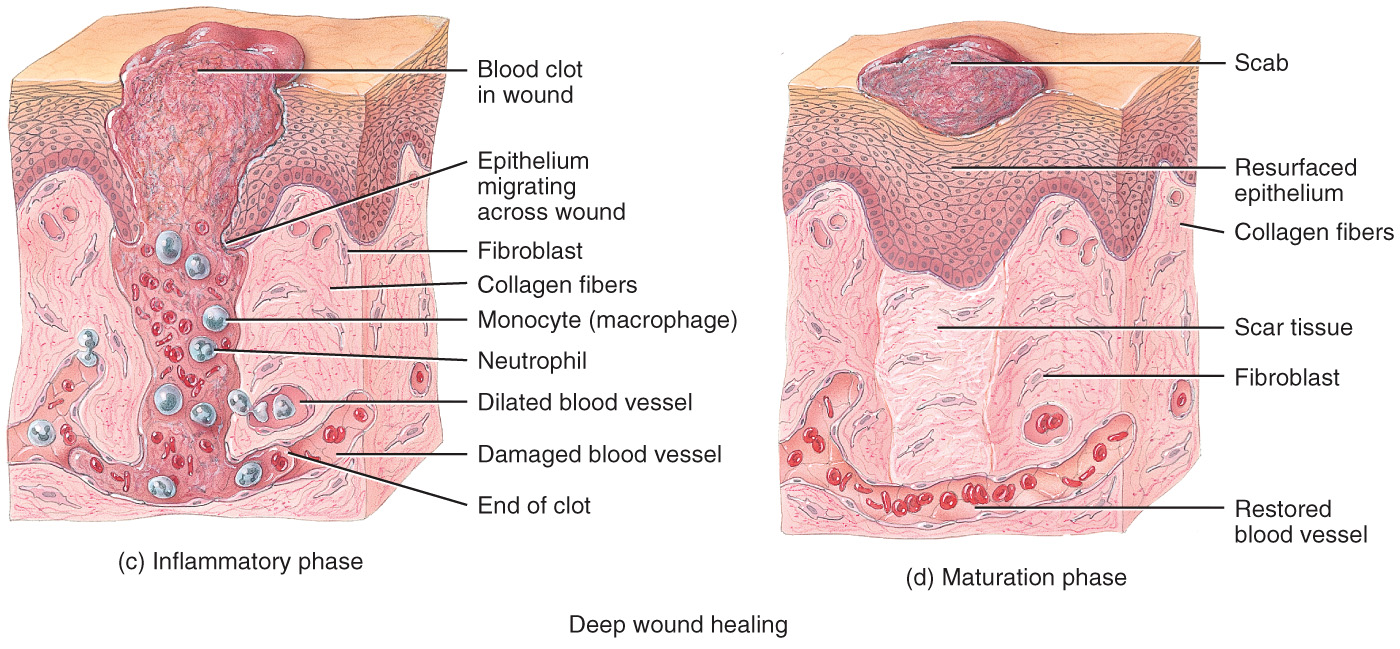 Blood clot
in wound
Epithelium
migrating
across wound
Fibroblast
Collagen fibers
Monocyte (macrophage)
Neutrophil
Dilated blood vessel
Damaged blood vessel
End of clot
(c) Inflammatory phase
Scab
Resurfaced
epithelium
Collagen fibers
Scar tissue
Fibroblast
Restored
blood vessel
(d) Maturation phase
Deep wound healing